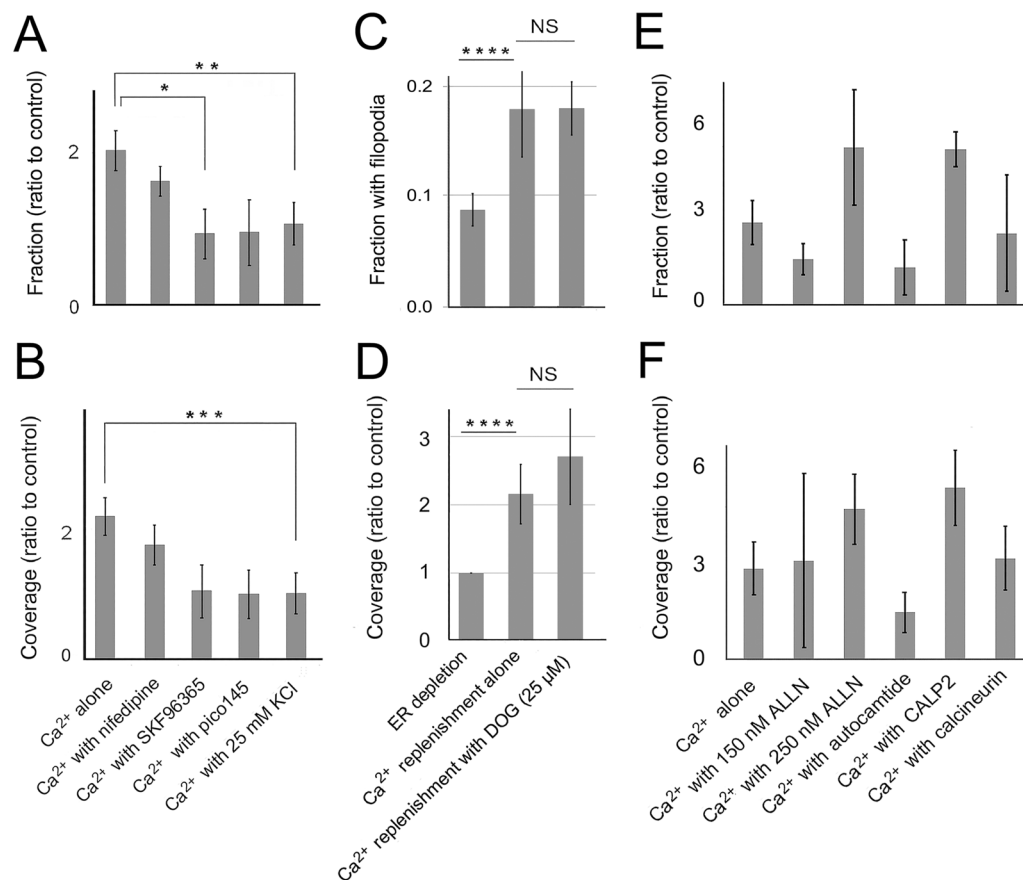 A
Fraction (ratio to control)
2
0
* *
*
B
Coverage (ratio to control)
2
0
* * *
Ca²⁺ alone
Ca²⁺ with nifedipine
Ca²⁺ with SKF96365
Ca²⁺ with pico145
Ca²⁺ with 25 mM KCl
C
Fraction with filopodia
0.2
0.1
0.0
* * * *
NS
D
Coverage (ratio to control)
3
2
1
0
* * * *
NS
ER depletion
Ca²⁺ replenishment alone
Ca²⁺ replenishment with DOG (25 µM)
E
Fraction (ratio to control)
6
3
0
F
Coverage (ratio to control)
6
3
0
Ca²⁺ alone
Ca²⁺ with 150 nM ALLN
Ca²⁺ with 250 nM ALLN
Ca²⁺ with autocamtide
Ca²⁺ with CALP2
Ca²⁺ with calcineurin